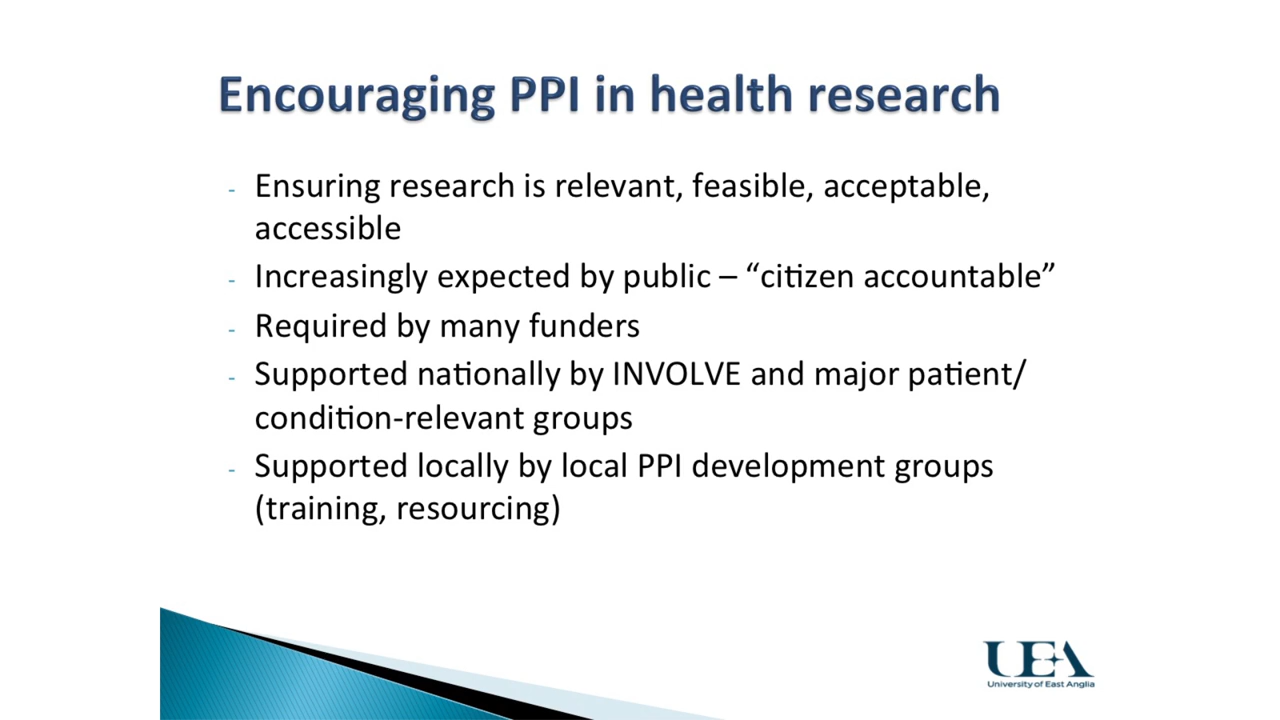 Encouraging PPI in health research
- Ensuring research is relevant, feasible, acceptable,
accessible
- Increasingly expected by public – “citizen accountable”
- Required by many funders
- Supported nationally by INVOLVE and major patient/
condition-relevant groups
- Supported locally by local PPI development groups
(training, resourcing)
UEA
University of East Anglia